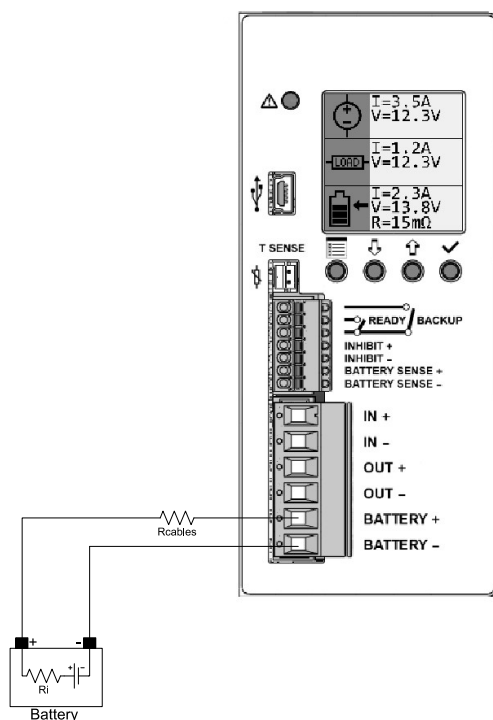 I=3.5A
V=12.3V
LOAD
I=1.2A
V=12.3V
I=2.3A
V=13.8V
R=15mΩ
T SENSE
READY
BACKUP
INHIBIT +
INHIBIT –
BATTERY SENSE +
BATTERY SENSE –
IN +
IN –
OUT +
OUT –
BATTERY +
BATTERY –
Rcables
+
-
+ -
Ri
Battery